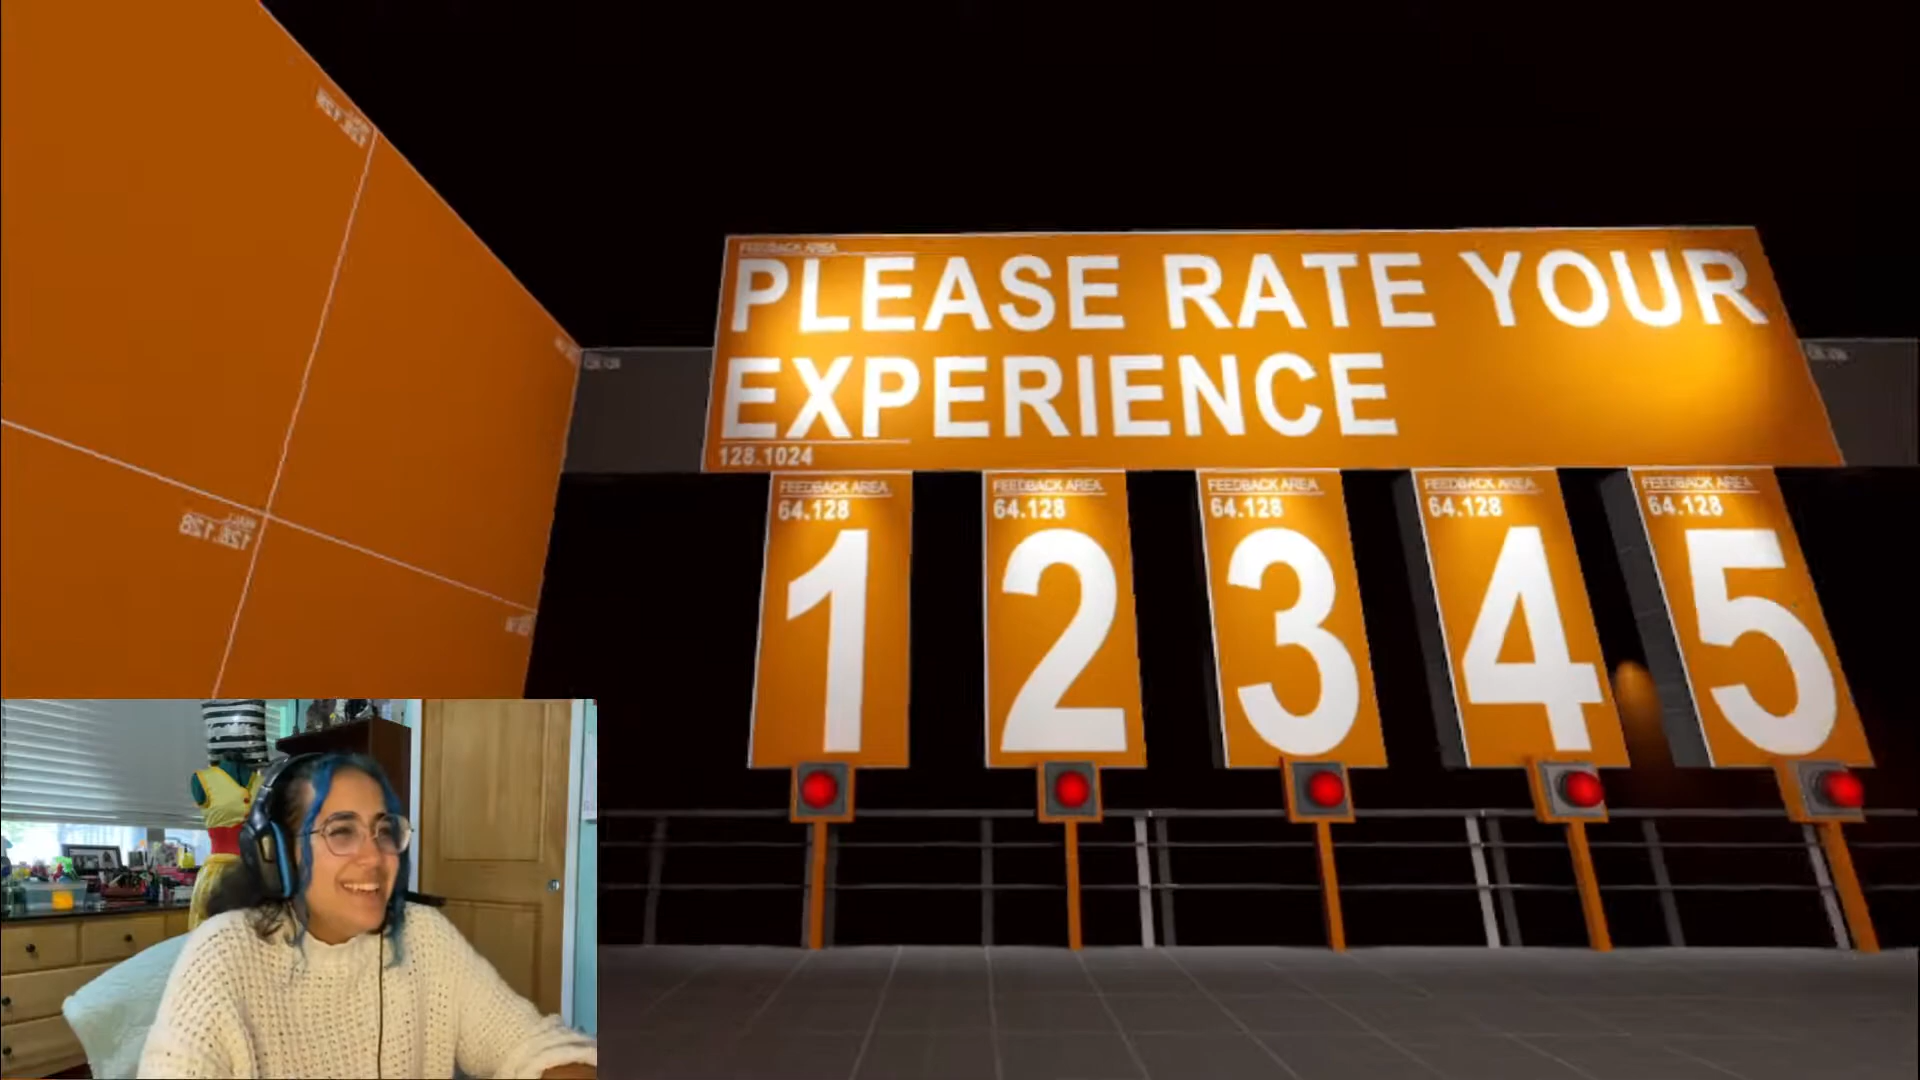 FEEDBACK AREA
PLEASE RATE YOUR
EXPERIENCE
128.1024
FEEDBACK AREA
64.128
1
FEEDBACK AREA
64.128
2
FEEDBACK AREA
64.128
3
FEEDBACK AREA
64.128
4
FEEDBACK AREA
64.128
5
128.128